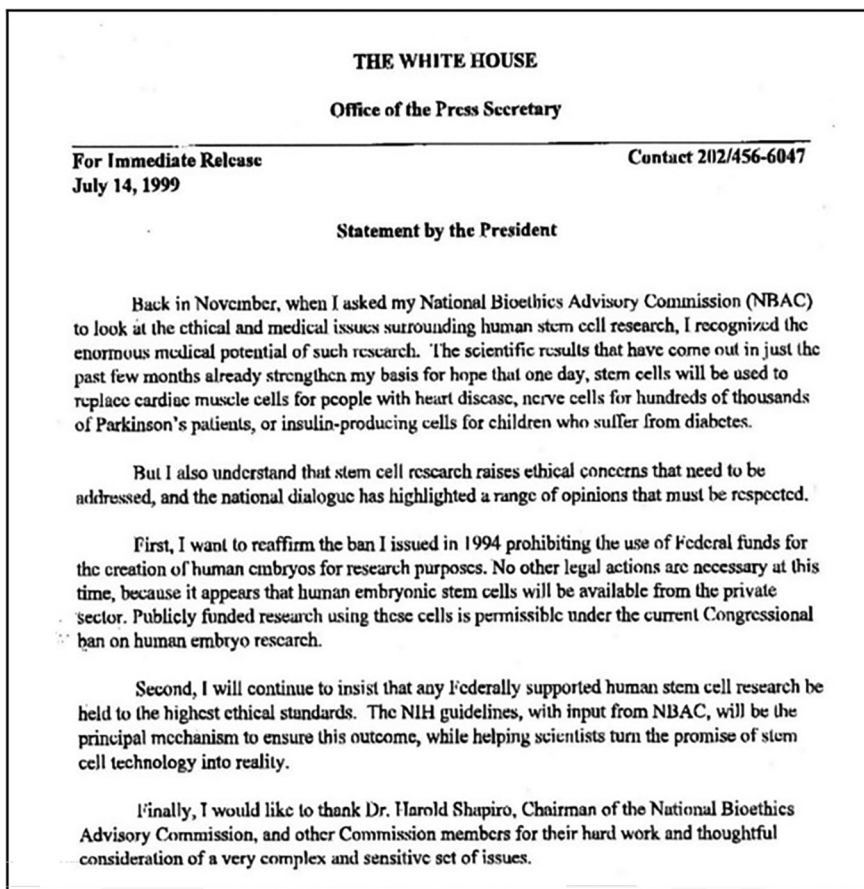 THE WHITE HOUSE
Office of the Press Secretary
For Immediate Release
Contact 202/456-6047
July 14, 1999
Statement by the President
Back in November, when I asked my National Bioethics Advisory Commission (NBAC)
to look at the ethical and medical issues surrounding human stem cell research, I recognized the
enormous medical potential of such research. The scientific results that have come out in just the
past few months already strengthen my basis for hope that one day, stem cells will be used to
replace cardiac muscle cells for people with heart disease, nerve cells for hundreds of thousands
of Parkinson's patients, or insulin-producing cells for children who suffer from diabetes.
But I also understand that stem cell research raises ethical concerns that need to be
addressed, and the national dialogue has highlighted a range of opinions that must be respected.
First, I want to reaffirm the ban I issued in 1994 prohibiting the use of Federal funds for
the creation of human embryos for research purposes. No other legal actions are necessary at this
time, because it appears that human embryonic stem cells will be available from the private
sector. Publicly funded research using these cells is permissible under the current Congressional
ban on human embryo research.
Second, I will continue to insist that any Federally supported human stem cell research be
held to the highest ethical standards. The NIH guidelines, with input from NBAC, will be the
principal mechanism to ensure this outcome, while helping scientists turn the promise of stem
cell technology into reality.
Finally, I would like to thank Dr. Harold Shapiro, Chairman of the National Bioethics
Advisory Commission, and other Commission members for their hard work and thoughtful
consideration of a very complex and sensitive set of issues.